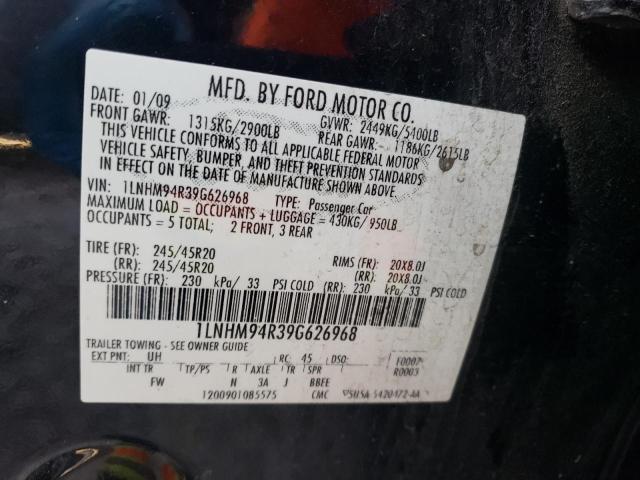 MFD. BY FORD MOTOR CO.
DATE: 01/09 GVWR: 2449KG/5400LB
FRONT GAWR: 1315KG/2900LB REAR GAWR: 1186KG/2615LB
THIS VEHICLE CONFORMS TO ALL APPLICABLE FEDERAL MOTOR
VEHICLE SAFETY, BUMPER, AND THEFT PREVENTION STANDARDS
IN EFFECT ON THE DATE OF MANUFACTURE SHOWN ABOVE.
VIN: 1LNHM94R39G626968 TYPE: Passenger Car
MAXIMUM LOAD = OCCUPANTS + LUGGAGE = 430KG/950LB
OCCUPANTS = 5 TOTAL; 2 FRONT, 3 REAR
TIRE (FR): 245/45R20 RIMS (FR): 20X8.0J
(RR): 245/45R20 (RR): 20X8.0J
PRESSURE (FR): 230 kPa/33 PSI COLD (RR): 230 kPa/33 PSI COLD
1LNHM94R39G626968
TRAILER TOWING - SEE OWNER GUIDE
EXT PNT: UH RC: 45 DSO: F0007
INT TR TP/PS R AXLE TR SPR R0003
FW N 3A J BBEE
1200901085575 CMC